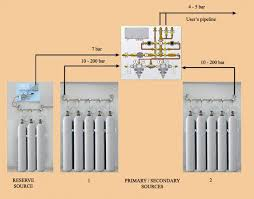 4 - 5 bar
User's pipeline
7 bar
10 - 200 bar
10 - 200 bar
RESERVE
SOURCE
1
PRIMARY / SECONDARY
SOURCES
2